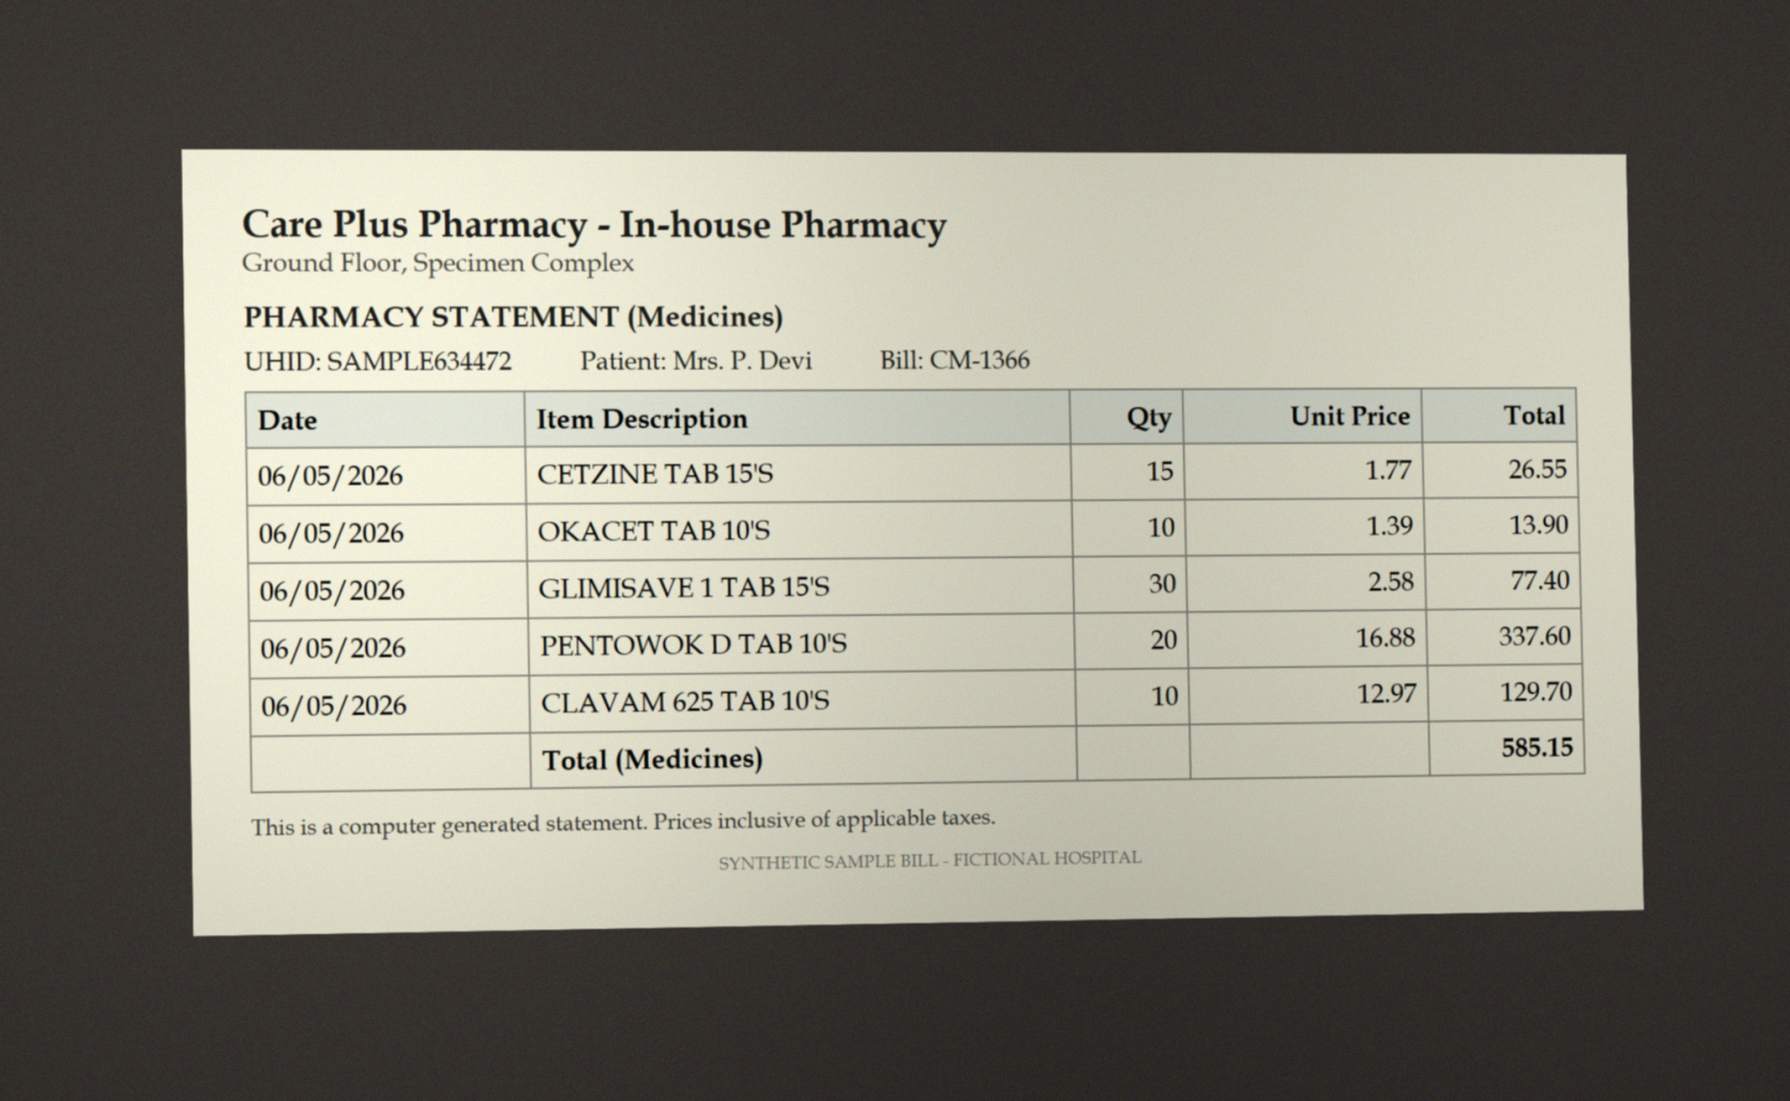 Care Plus Pharmacy - In-house Pharmacy
Ground Floor, Specimen Complex
PHARMACY STATEMENT (Medicines)
UHID: SAMPLE634472 Patient: Mrs. P. Devi Bill: CM-1366
Date Item Description Qty Unit Price Total
06/05/2026 CETZINE TAB 15'S 15 1.77 26.55
06/05/2026 OKACET TAB 10'S 10 1.39 13.90
06/05/2026 GLIMISAVE 1 TAB 15'S 30 2.58 77.40
06/05/2026 PENTOWOK D TAB 10'S 20 16.88 337.60
06/05/2026 CLAVAM 625 TAB 10'S 10 12.97 129.70
Total (Medicines) 585.15
This is a computer generated statement. Prices inclusive of applicable taxes.
SYNTHETIC SAMPLE BILL - FICTIONAL HOSPITAL